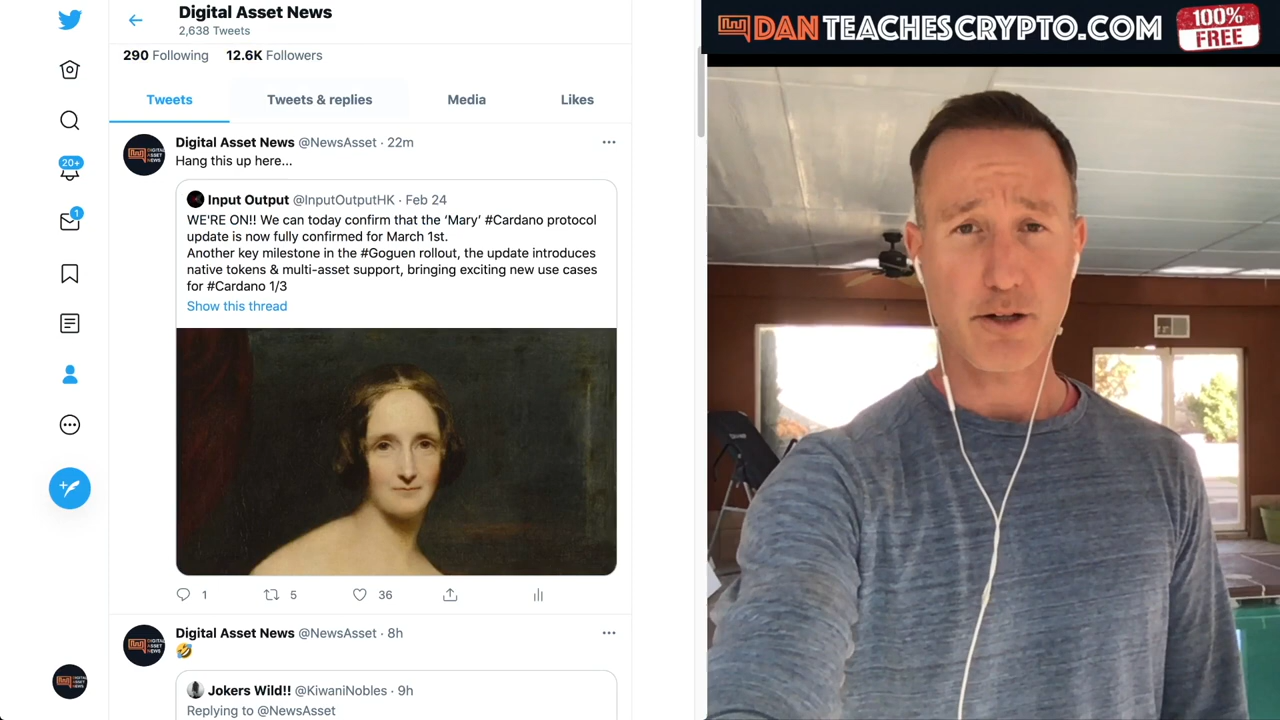 Digital Asset News
2,638 Tweets
290 Following 12.6K Followers
Tweets
Tweets & replies
Media
Likes
20+
1
Digital Asset News @NewsAsset · 22m
Hang this up here...
Input Output @InputOutputHK · Feb 24
WE'RE ON!! We can today confirm that the ‘Mary’ #Cardano protocol
update is now fully confirmed for March 1st.
Another key milestone in the #Goguen rollout, the update introduces
native tokens & multi-asset support, bringing exciting new use cases
for #Cardano 1/3
Show this thread
1 5 36
Digital Asset News @NewsAsset · 8h
🤣
Jokers Wild!! @KiwaniNobles · 9h
Replying to @NewsAsset
DANTEACHESCRYPTO.COM
100%
FREE